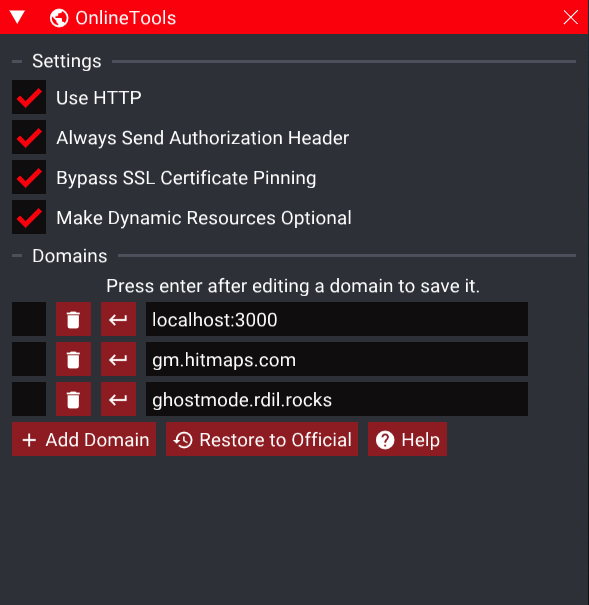 OnlineTools
Settings
Use HTTP
Always Send Authorization Header
Bypass SSL Certificate Pinning
Make Dynamic Resources Optional
Domains
Press enter after editing a domain to save it.
localhost:3000
gm.hitmaps.com
ghostmode.rdil.rocks
Add Domain Restore to Official Help